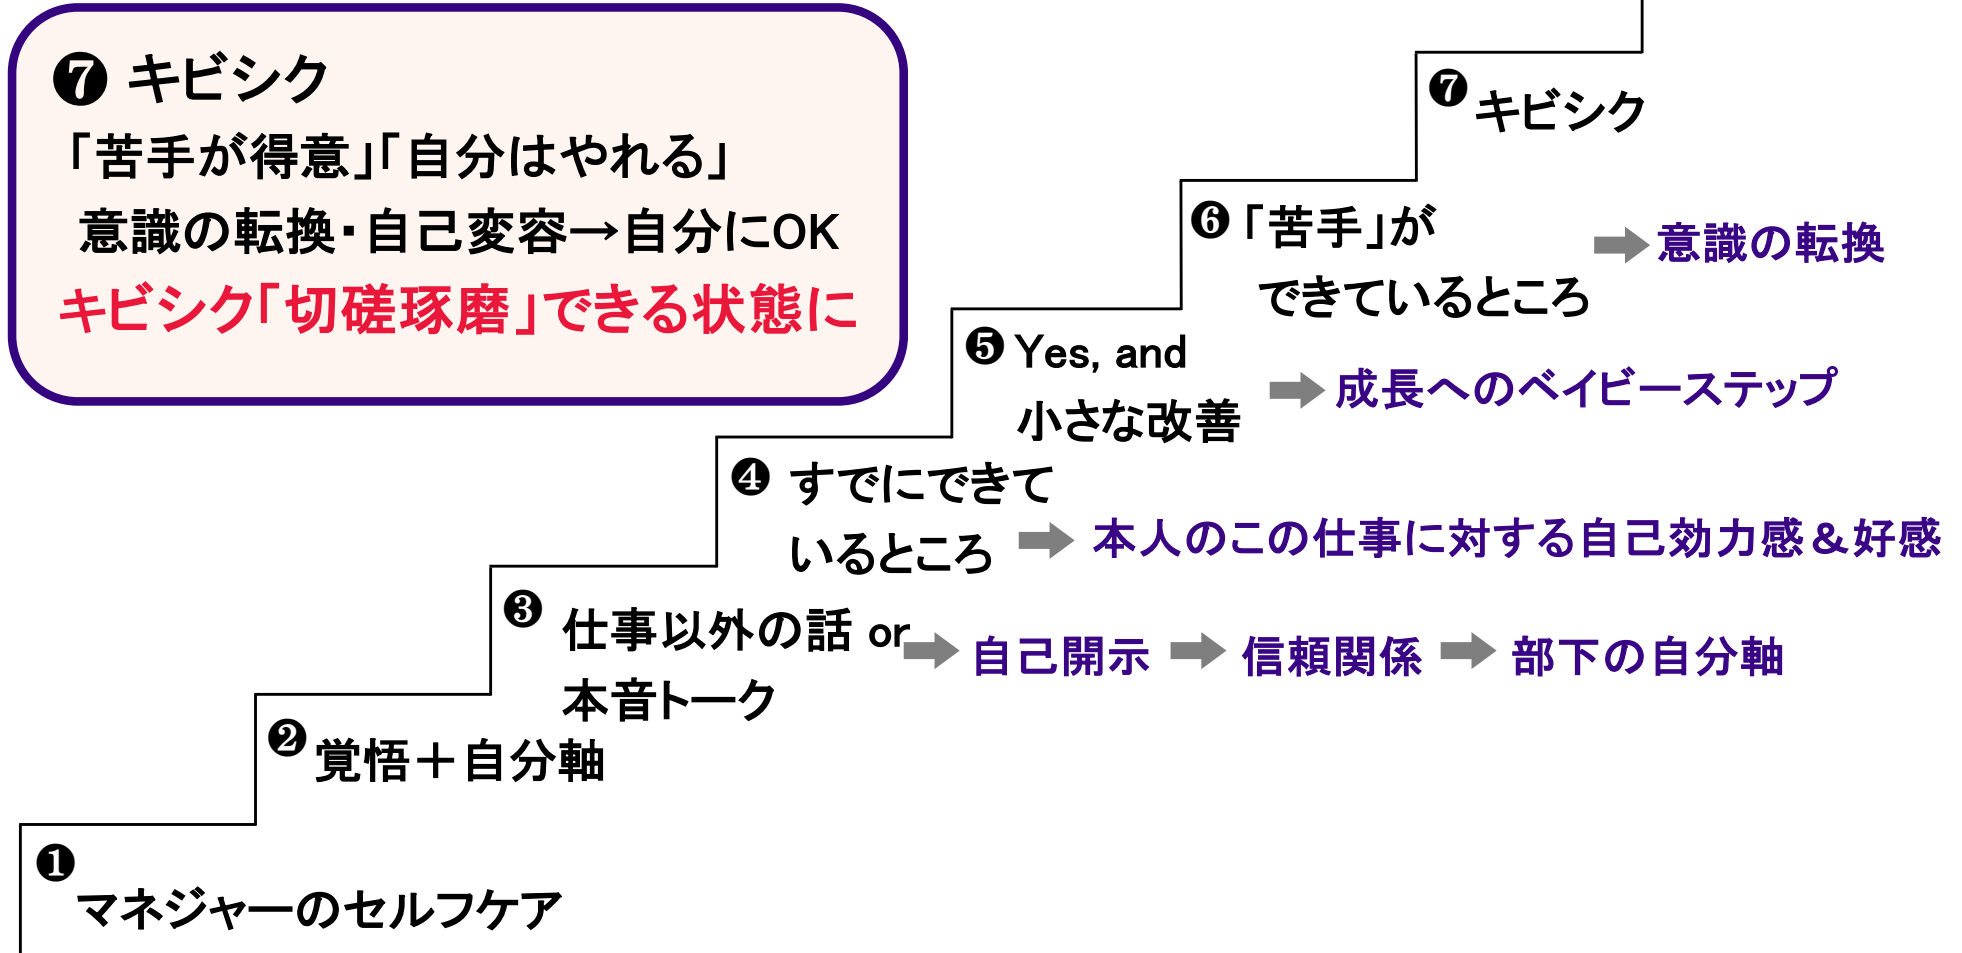 ❼ キビシク
「苦手が得意」「自分はやれる」
意識の転換・自己変容→自分にOK
キビシク「切磋琢磨」できる状態に
❼ キビシク
❻「苦手」が
できているところ
意識の転換
❺ Yes, and
小さな改善
成長へのベイビーステップ
❹ すでにできて
いるところ
本人のこの仕事に対する自己効力感＆好感
❸ 仕事以外の話 or
本音トーク
自己開示 信頼関係 部下の自分軸
❷ 覚悟＋自分軸
❶
マネジャーのセルフケア